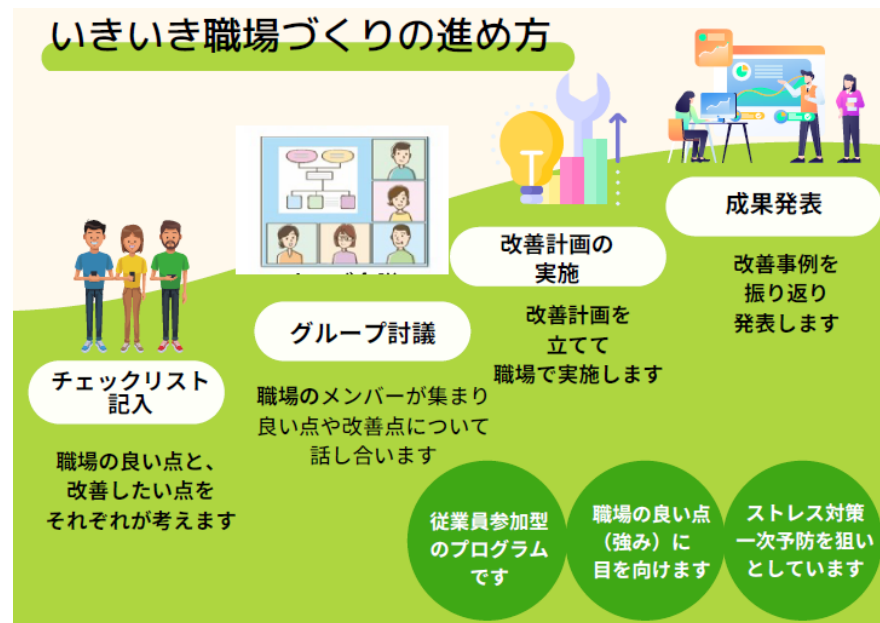 いきいき職場づくりの進め方
チェックリスト
記入
職場の良い点と、
改善したい点を
それぞれが考えます
グループ討議
職場のメンバーが集まり
良い点や改善点について
話し合います
改善計画の
実施
改善計画を
立てて
職場で実施します
成果発表
改善事例を
振り返り
発表します
従業員参加型
のプログラム
です
職場の良い点
（強み）に
目を向けます
ストレス対策
一次予防を狙い
としています